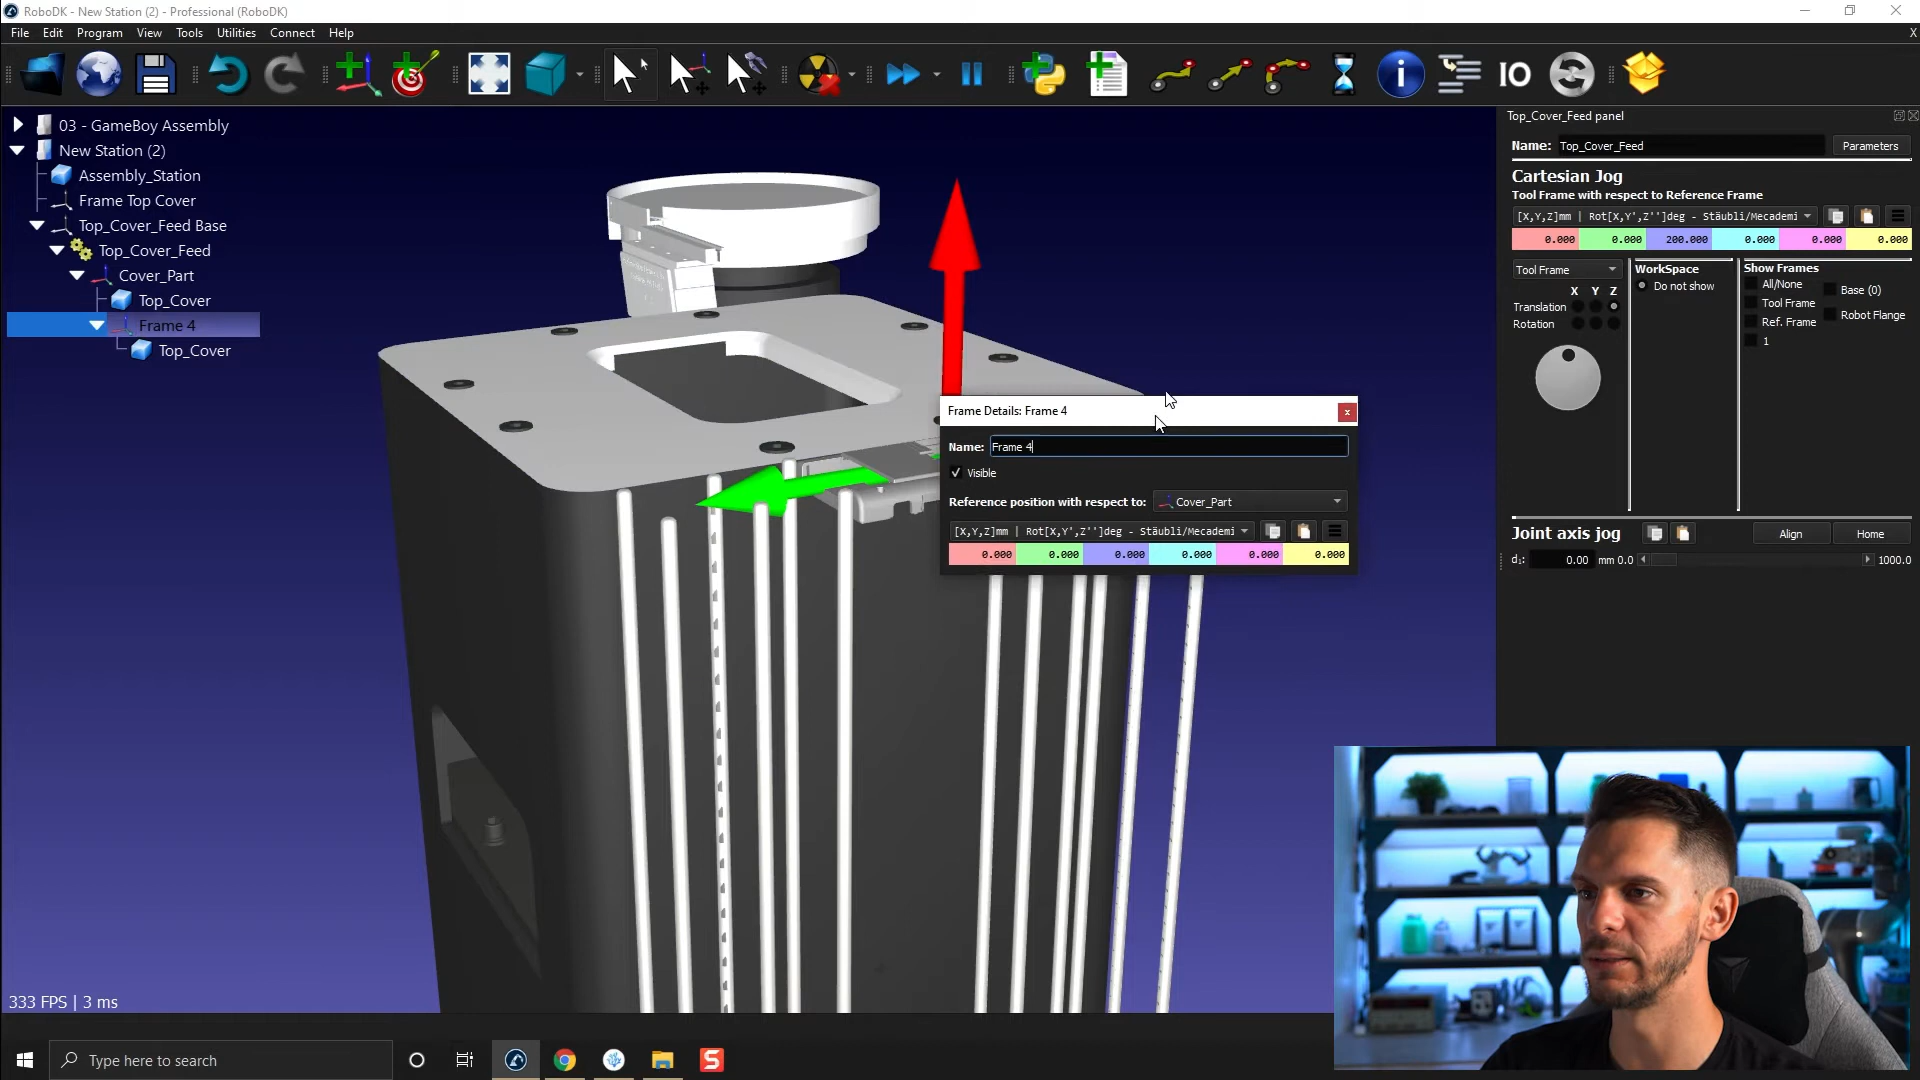 RoboDK - New Station (2) - Professional (RoboDK)
File Edit Program View Tools Utilities Connect Help
X
IO
03 - GameBoy Assembly
New Station (2)
Assembly_Station
Frame Top Cover
Top_Cover_Feed Base
Top_Cover_Feed
Cover_Part
Top_Cover
Frame 4
Top_Cover
Frame Details: Frame 4
Name: Frame 4
Visible
Reference position with respect to: Cover_Part
[X,Y,Z]mm | Rot[X,Y',Z'']deg - Stäubli/Mecademi
0.000 0.000 0.000 0.000 0.000 0.000
Top_Cover_Feed panel
Name: Top_Cover_Feed Parameters
Cartesian Jog
Tool Frame with respect to Reference Frame
[X,Y,Z]mm | Rot[X,Y',Z'']deg - Stäubli/Mecademi
0.000 0.000 200.000 0.000 0.000 0.000
Tool Frame
X Y Z
Translation
Rotation
WorkSpace
Do not show
Show Frames
All/None
Base (0)
Tool Frame
Robot Flange
Ref. Frame
1
Joint axis jog Align Home
d₁: 0.00 mm 0.0 1000.0
333 FPS | 3 ms
Type here to search
S